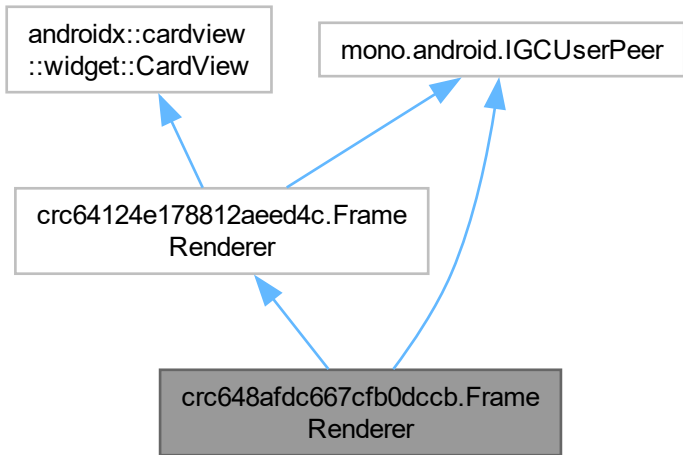 androidx::cardview
::widget::CardView
mono.android.IGCUserPeer
crc64124e178812aeed4c.Frame
Renderer
crc648afdc667cfb0dccb.Frame
Renderer